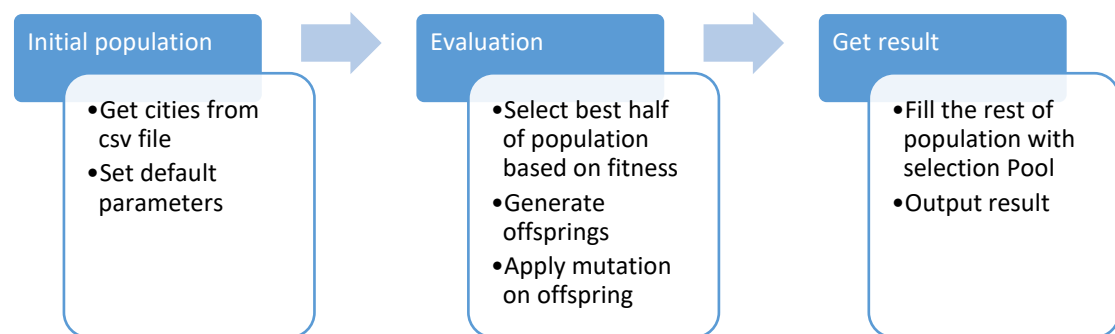 Initial population
•Get cities from
csv file
•Set default
parameters
Evaluation
•Select best half
of population
based on fitness
•Generate
offsprings
•Apply mutation
on offspring
Get result
•Fill the rest of
population with
selection Pool
•Output result